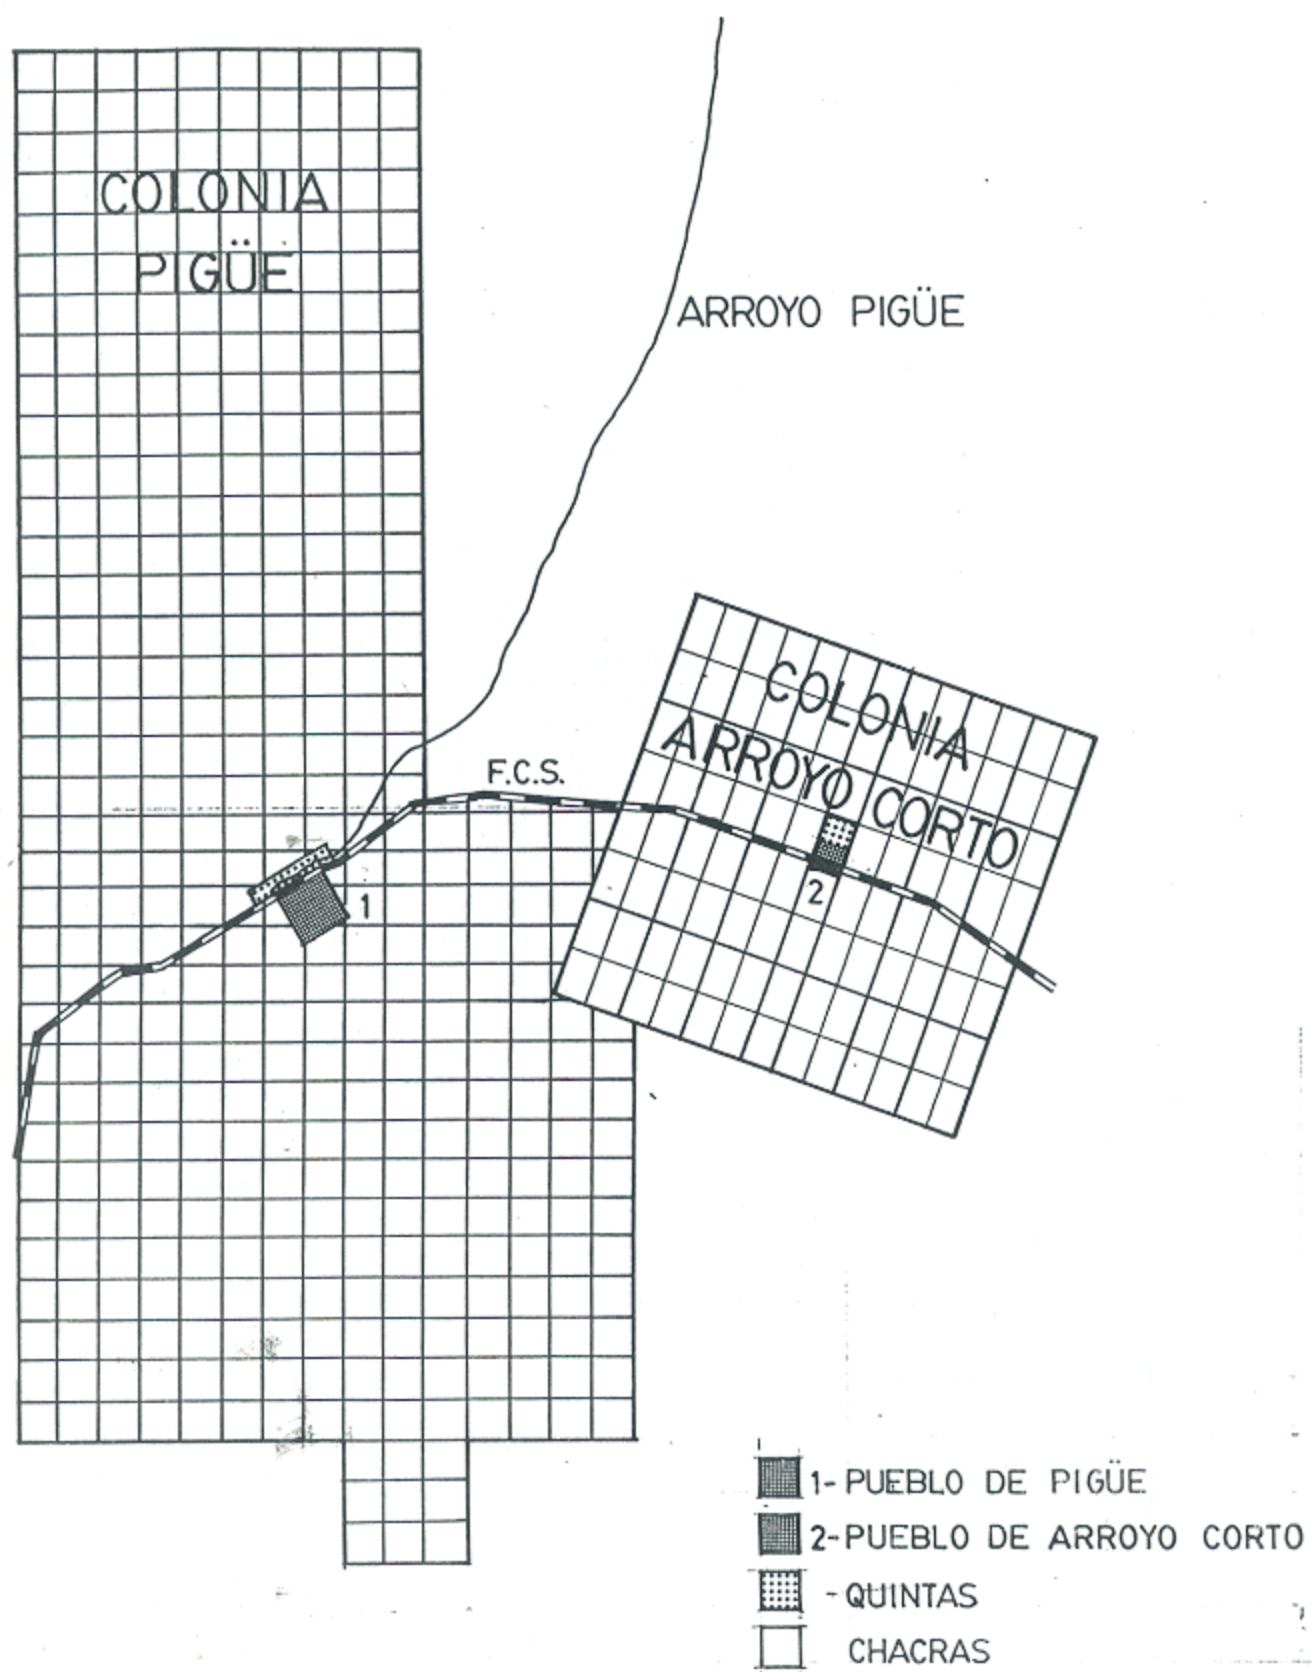 COLONIA
PIGÜE
ARROYO PIGÜE
F.C.S.
COLONIA
ARROYO CORTO
1
2
1- PUEBLO DE PIGÜE
2- PUEBLO DE ARROYO CORTO
- QUINTAS
CHACRAS